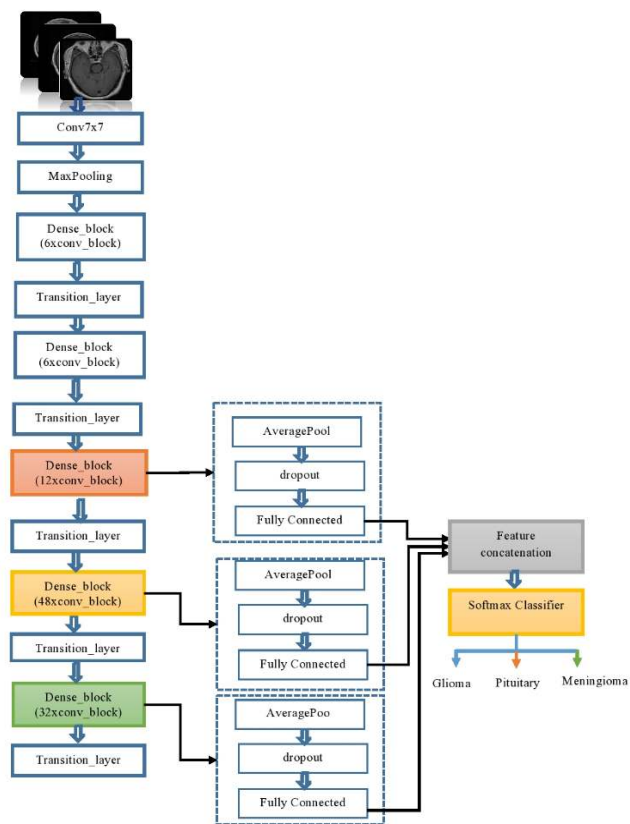 Conv7x7
MaxPooling
Dense_block
(6xconv_block)
Transition_layer
Dense_block
(6xconv_block)
Transition_layer
Dense_block
(12xconv_block)
Transition_layer
Dense_block
(48xconv_block)
Transition_layer
Dense_block
(32xconv_block)
Transition_layer
AveragePool
dropout
Fully Connected
AveragePool
dropout
Fully Connected
AveragePoo
dropout
Fully Connected
Feature
concatenation
Softmax Classifier
Glioma
Pituitary
Meningioma